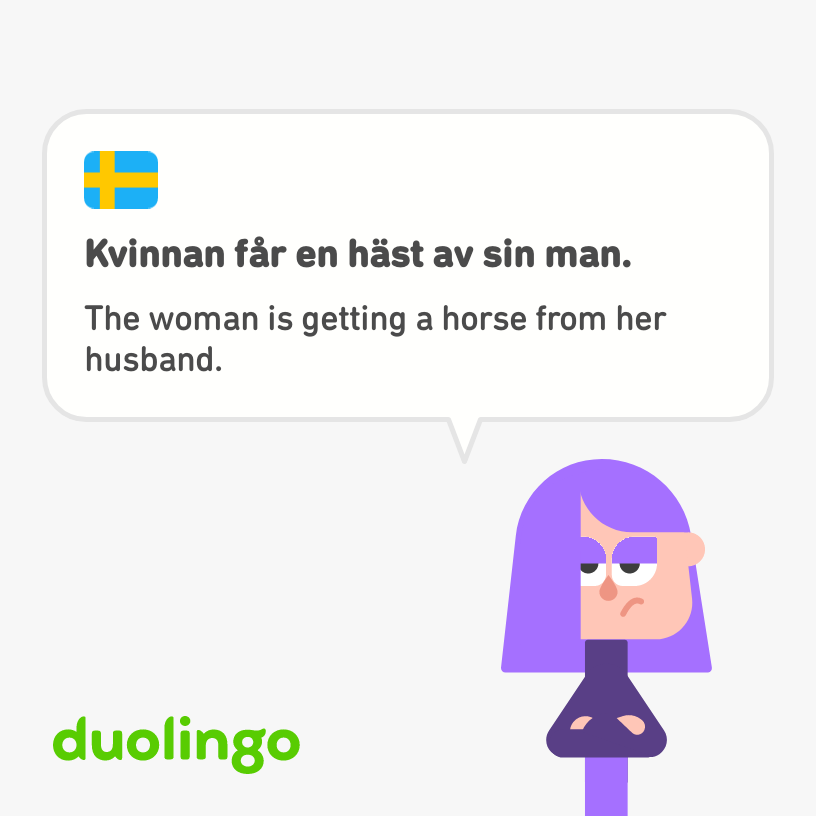 Kvinnan får en häst av sin man.
The woman is getting a horse from her
husband.
duolingo